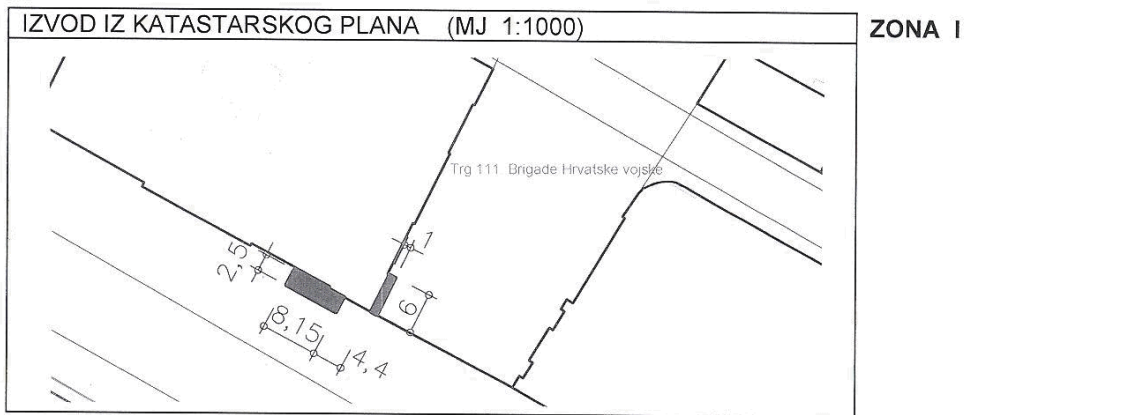 IZVOD IZ KATASTARSKOG PLANA (MJ 1:1000)
ZONA I
Trg 111. Brigade Hrvatske vojske
1
2,5
6
8,15
4,4